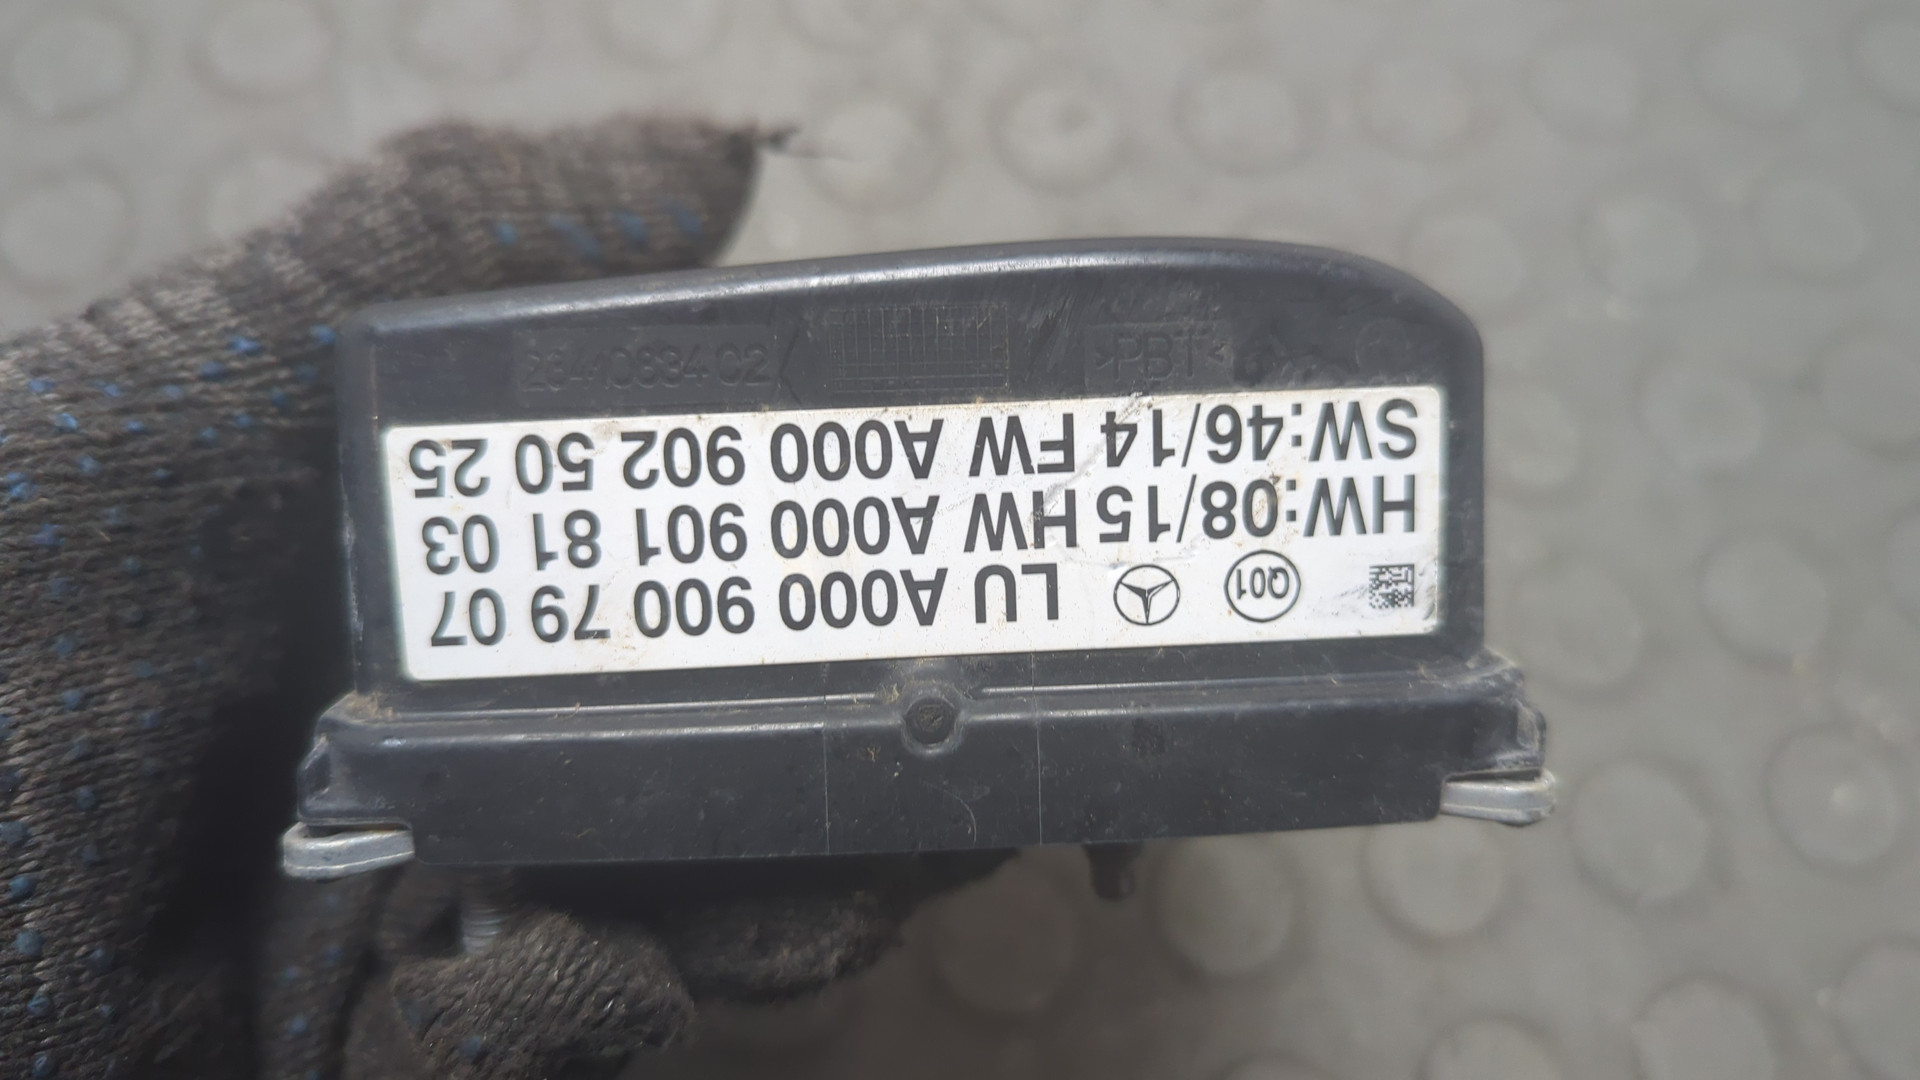 >PBT<
Q01 LU A000 900 79 07
HW:08/15 HW A000 901 81 03
SW:46/14 FW A000 902 50 25